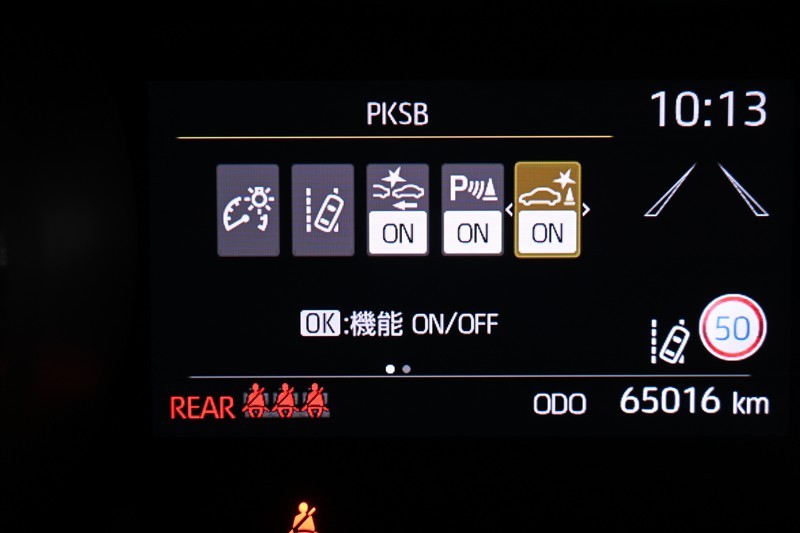 PKSB
10:13
P
ON
ON
ON
OK:機能 ON/OFF
50
REAR
ODO 65016 km